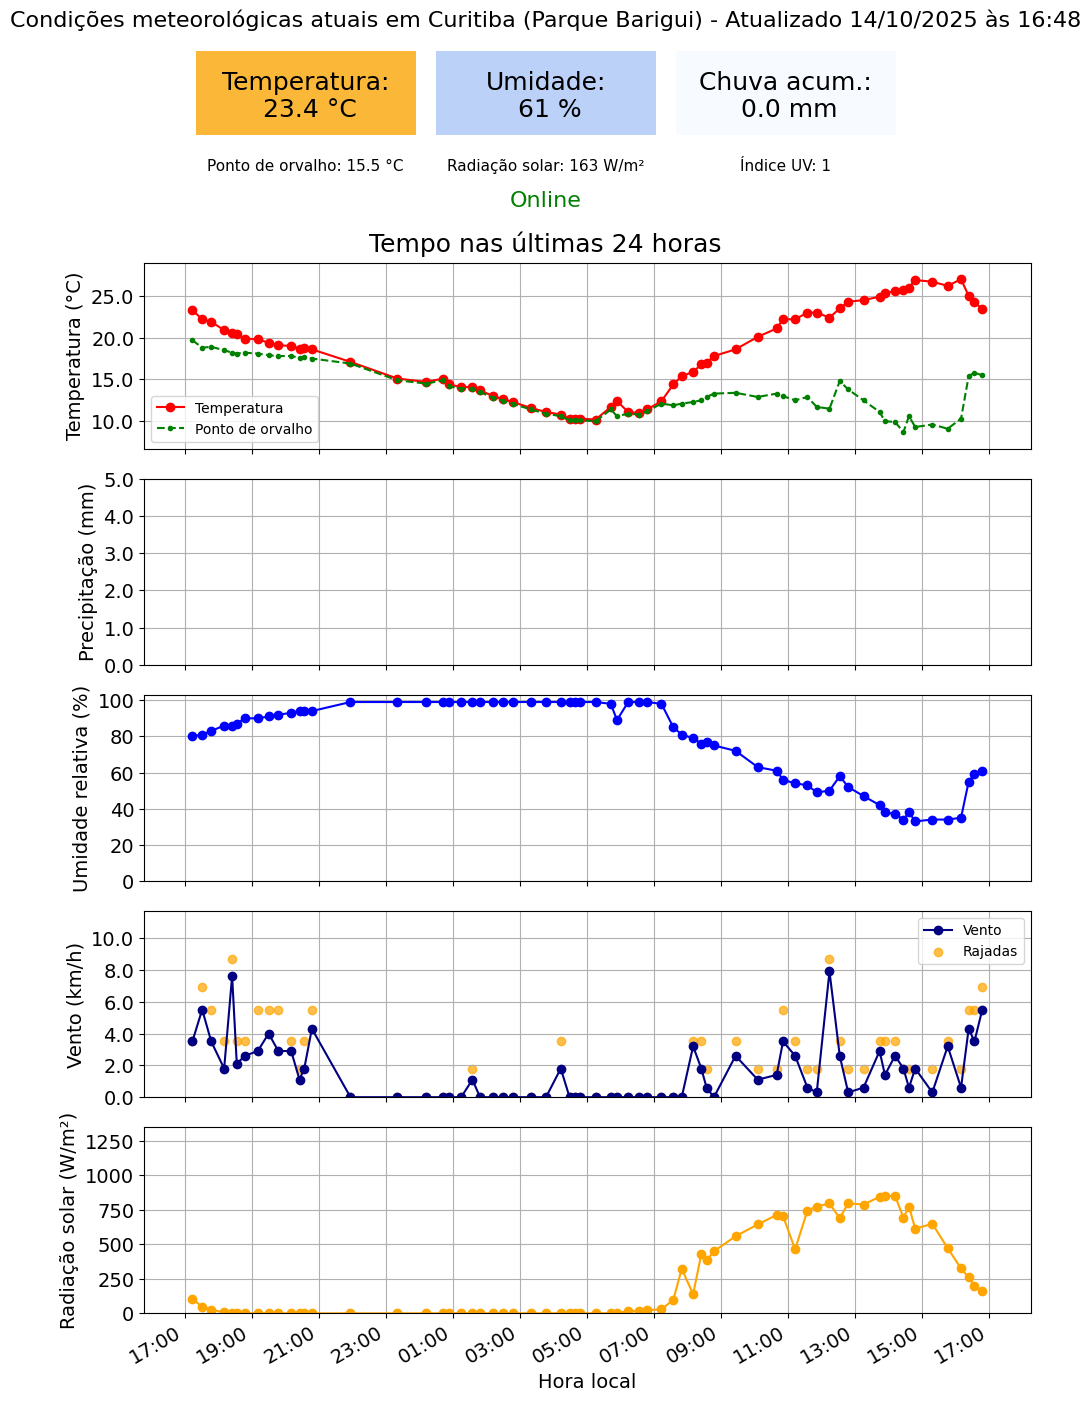 Condições meteorológicas atuais em Curitiba (Parque Barigui) - Atualizado 14/10/2025 às 16:48
Temperatura:
23.4 °C
Umidade:
61 %
Chuva acum.:
0.0 mm
Ponto de orvalho: 15.5 °C
Radiação solar: 163 W/m²
Índice UV: 1
Online
Tempo nas últimas 24 horas
Temperatura (°C)
25.0
20.0
15.0
10.0
Temperatura
Ponto de orvalho
Precipitação (mm)
5.0
4.0
3.0
2.0
1.0
0.0
Umidade relativa (%)
100
80
60
40
20
0
Vento (km/h)
10.0
8.0
6.0
4.0
2.0
0.0
Vento
Rajadas
Radiação solar (W/m²)
1250
1000
750
500
250
0
17:00
19:00
21:00
23:00
01:00
03:00
05:00
07:00
09:00
11:00
13:00
15:00
17:00
Hora local